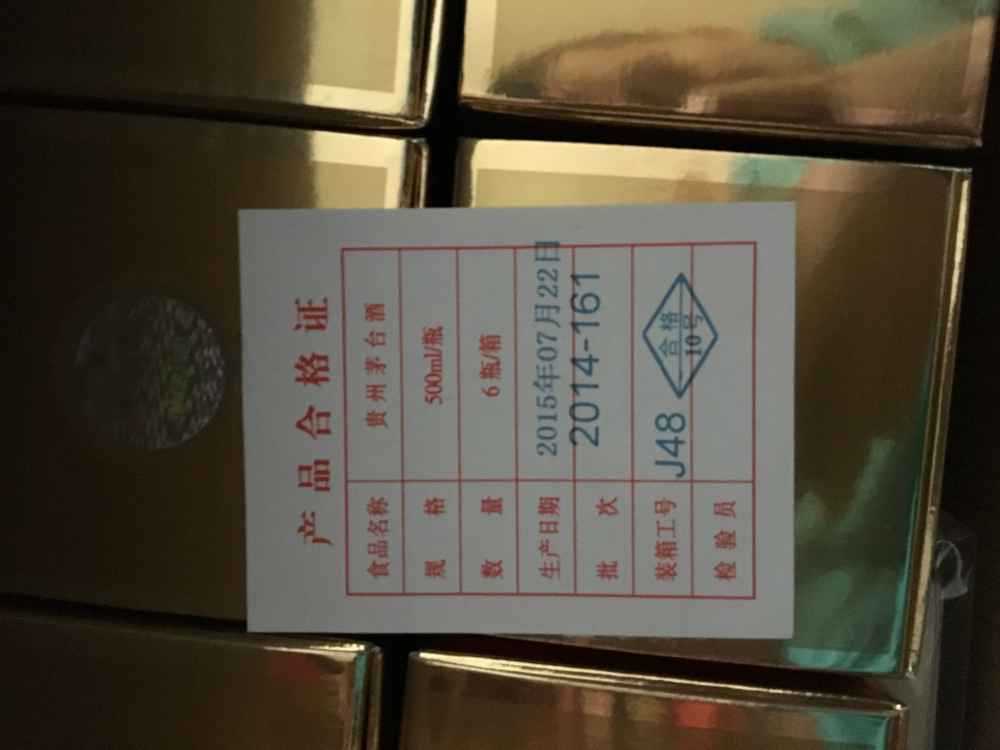 产品合格证
食品名称 贵州茅台酒
规格 500ml/瓶
数量 6瓶/箱
生产日期 2015年07月22日
批次 2014-161
装箱工号 J48
检验员 合格
10号